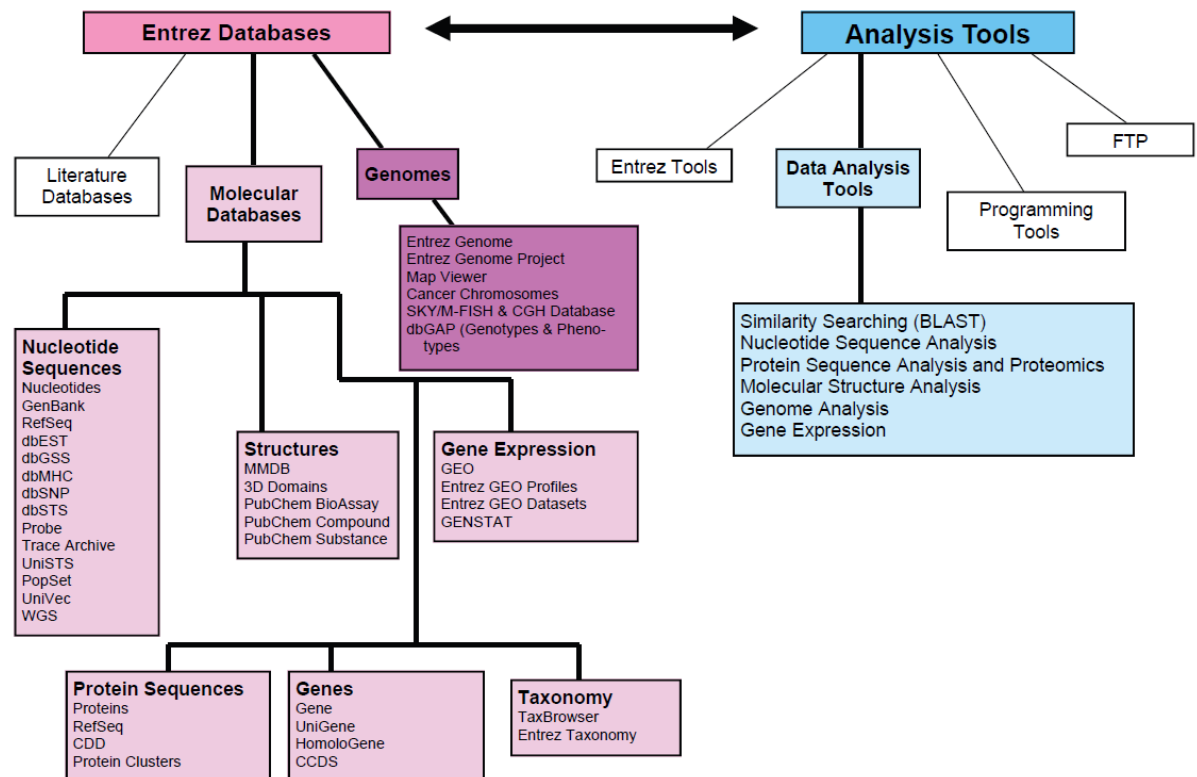 Entrez Databases
Analysis Tools
Literature
Databases
Molecular
Databases
Genomes
Entrez Tools
Data Analysis
Tools
Programming
Tools
FTP
Entrez Genome
Entrez Genome Project
Map Viewer
Cancer Chromosomes
SKY/M-FISH & CGH Database
dbGAP (Genotypes & Pheno-
types
Similarity Searching (BLAST)
Nucleotide Sequence Analysis
Protein Sequence Analysis and Proteomics
Molecular Structure Analysis
Genome Analysis
Gene Expression
Nucleotide
Sequences
Nucleotides
GenBank
RefSeq
dbEST
dbGSS
dbMHC
dbSNP
dbSTS
Probe
Trace Archive
UniSTS
PopSet
UniVec
WGS
Structures
MMDB
3D Domains
PubChem BioAssay
PubChem Compound
PubChem Substance
Gene Expression
GEO
Entrez GEO Profiles
Entrez GEO Datasets
GENSTAT
Protein Sequences
Proteins
RefSeq
CDD
Protein Clusters
Genes
Gene
UniGene
HomoloGene
CCDS
Taxonomy
TaxBrowser
Entrez Taxonomy